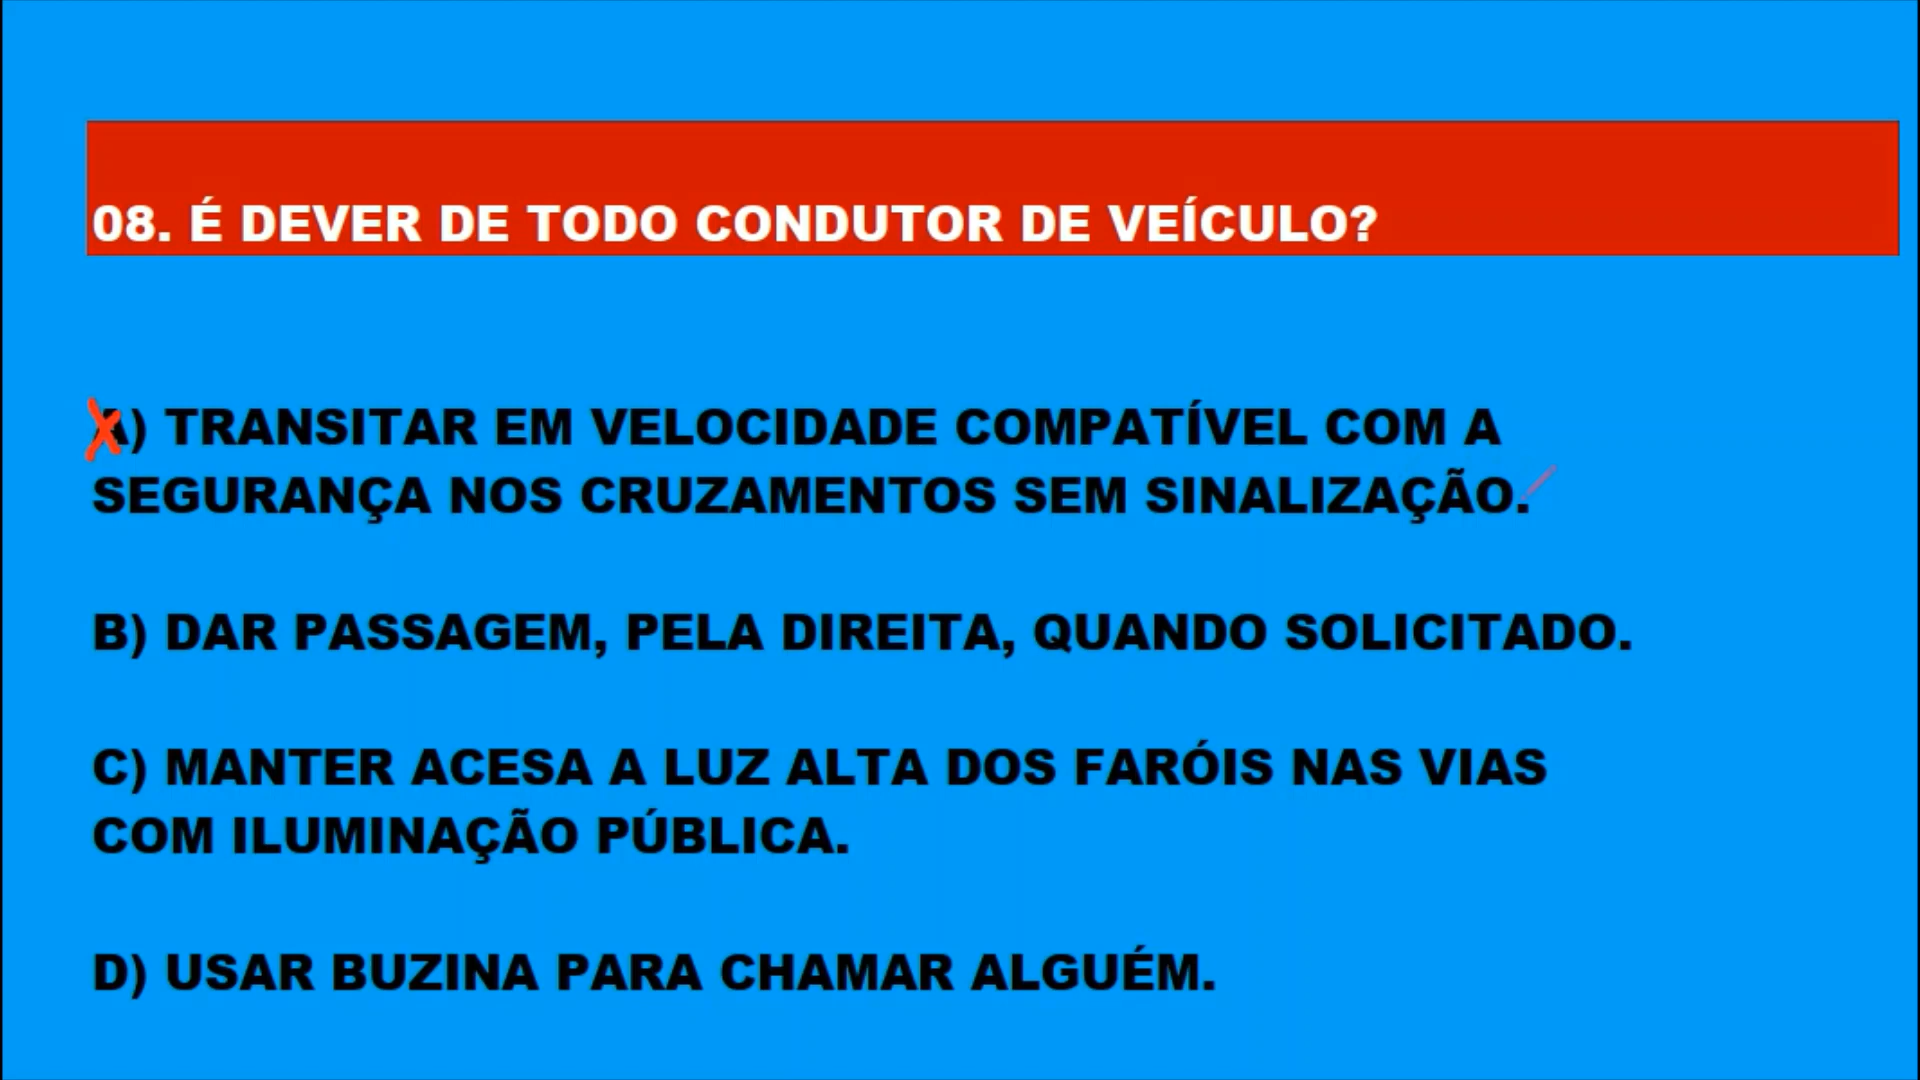 08. É DEVER DE TODO CONDUTOR DE VEÍCULO?
A) TRANSITAR EM VELOCIDADE COMPATÍVEL COM A
SEGURANÇA NOS CRUZAMENTOS SEM SINALIZAÇÃO.
B) DAR PASSAGEM, PELA DIREITA, QUANDO SOLICITADO.
C) MANTER ACESA A LUZ ALTA DOS FARÓIS NAS VIAS
COM ILUMINAÇÃO PÚBLICA.
D) USAR BUZINA PARA CHAMAR ALGUÉM.